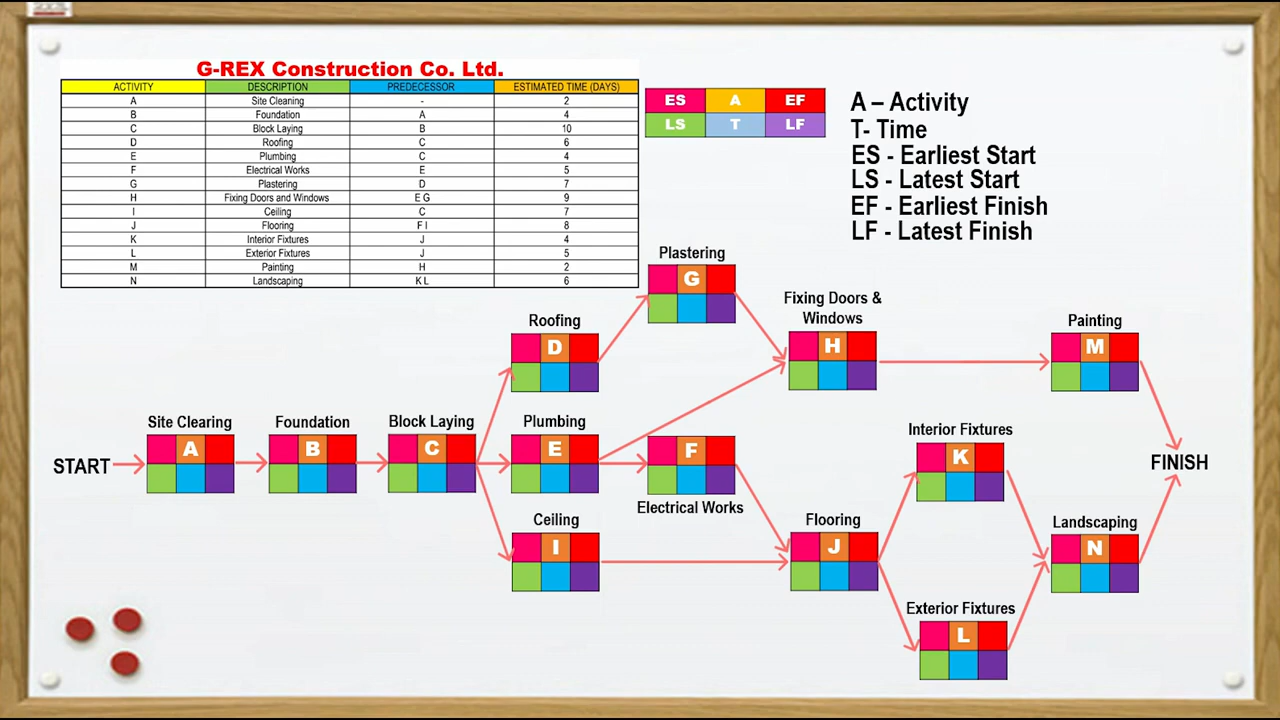 G-REX Construction Co. Ltd.
ACTIVITY DESCRIPTION PREDECESSOR ESTIMATED TIME (DAYS)
A Site Cleaning - 2
B Foundation A 4
C Block Laying B 10
D Roofing C 6
E Plumbing C 4
F Electrical Works E 5
G Plastering D 7
H Fixing Doors and Windows E G 9
I Ceiling C 7
J Flooring F I 8
K Interior Fixtures J 4
L Exterior Fixtures J 5
M Painting H 2
N Landscaping K L 6
ES A EF
LS T LF
A – Activity
T- Time
ES - Earliest Start
LS - Latest Start
EF - Earliest Finish
LF - Latest Finish
Plastering
G
Fixing Doors &
Windows
H
Roofing
D
Painting
M
Site Clearing
A
Foundation
B
Block Laying
C
Plumbing
E
F
Electrical Works
Interior Fixtures
K
START
FINISH
Ceiling
I
Flooring
J
Landscaping
N
Exterior Fixtures
L